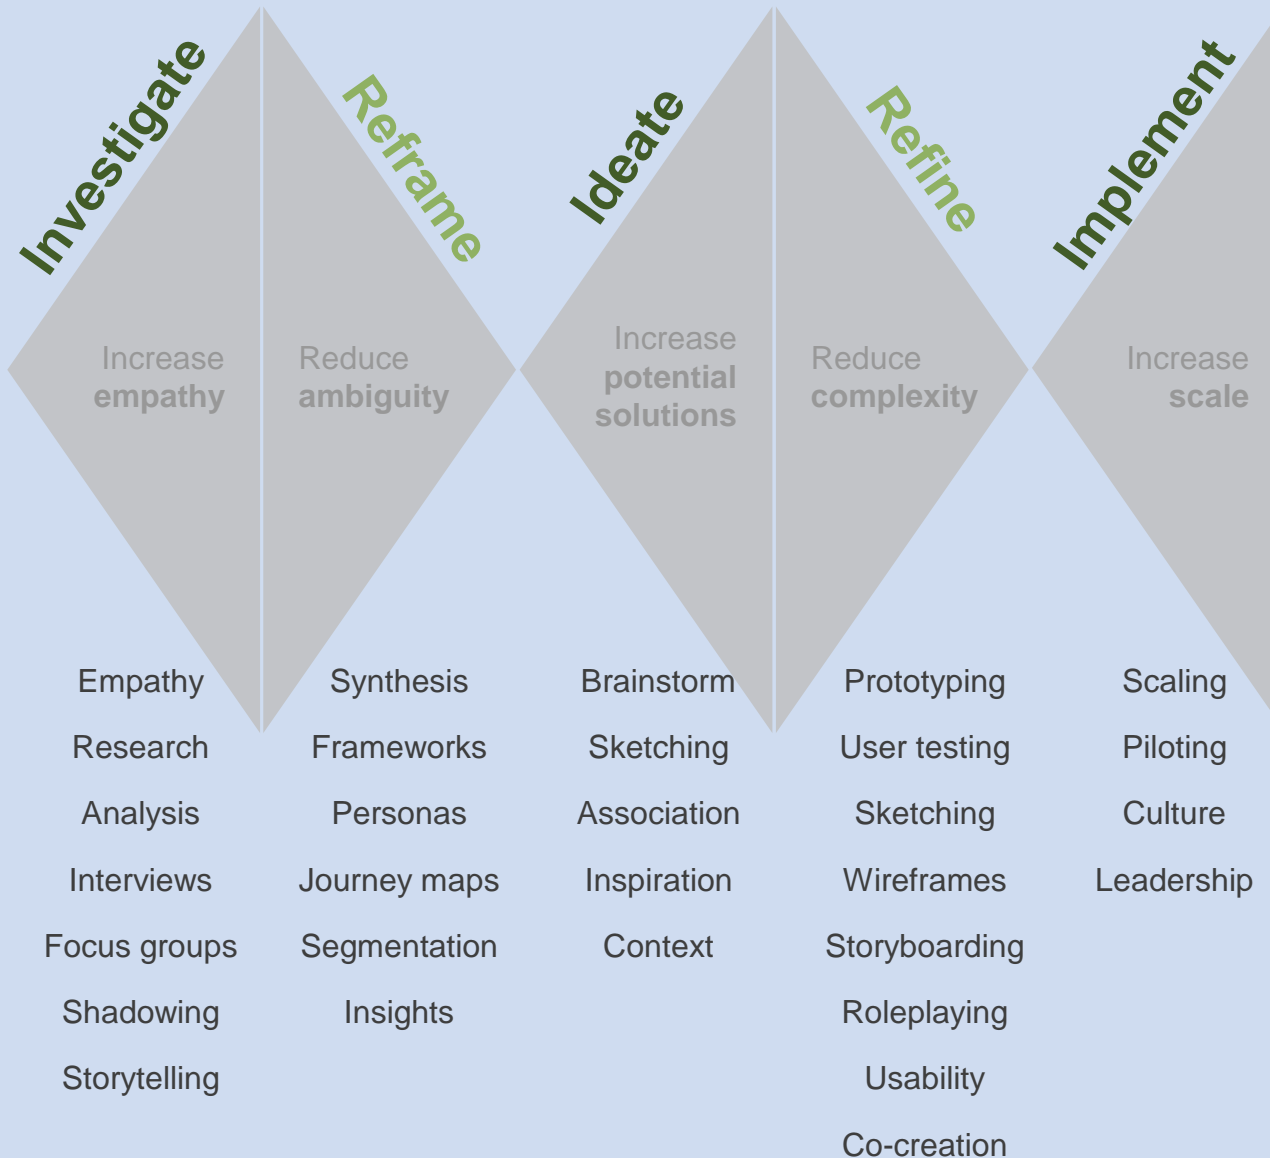 Investigate
Reframe
Ideate
Refine
Implement
Increase
empathy
Reduce
ambiguity
Increase
potential
solutions
Reduce
complexity
Increase
scale
Empathy
Research
Analysis
Interviews
Focus groups
Shadowing
Storytelling
Synthesis
Frameworks
Personas
Journey maps
Segmentation
Insights
Brainstorm
Sketching
Association
Inspiration
Context
Prototyping
User testing
Sketching
Wireframes
Storyboarding
Roleplaying
Usability
Co-creation
Scaling
Piloting
Culture
Leadership